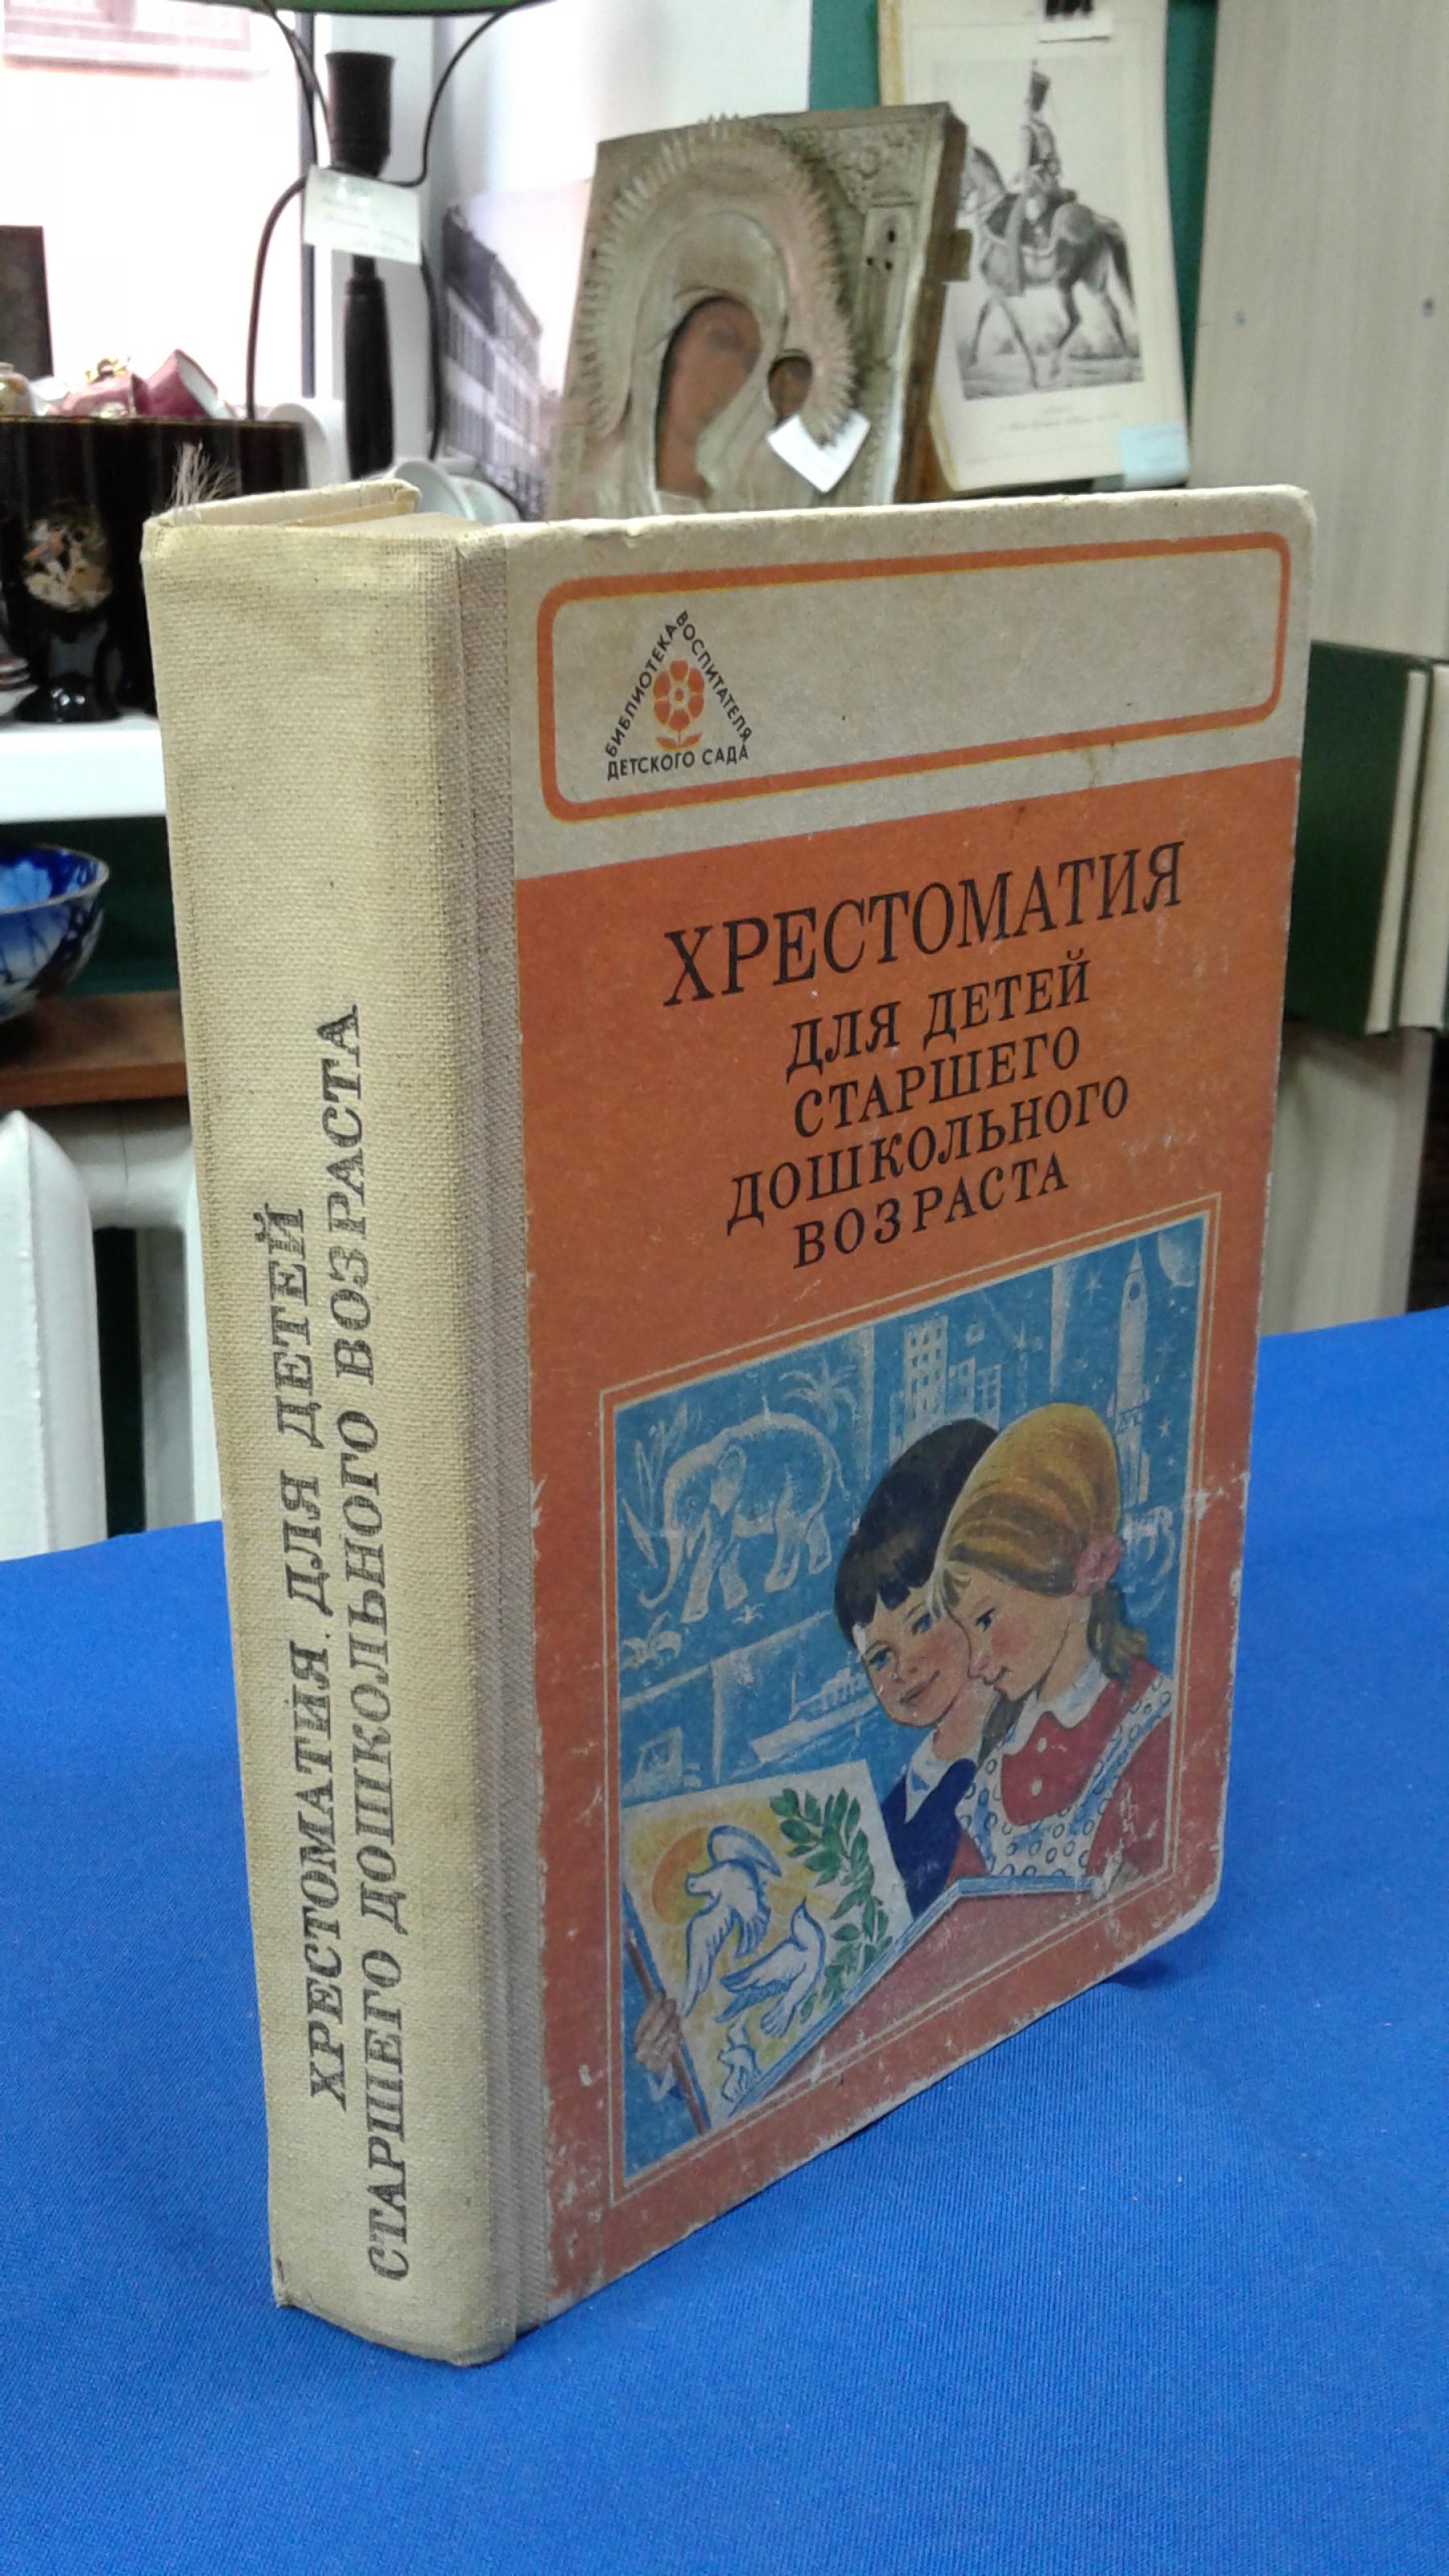 БИБЛИОТЕКА
ВОСПИТАТЕЛЯ
ДЕТСКОГО САДА
ХРЕСТОМАТИЯ
ДЛЯ ДЕТЕЙ
СТАРШЕГО
ДОШКОЛЬНОГО
ВОЗРАСТА
ХРЕСТОМАТИЯ ДЛЯ ДЕТЕЙ
СТАРШЕГО ДОШКОЛЬНОГО ВОЗРАСТА